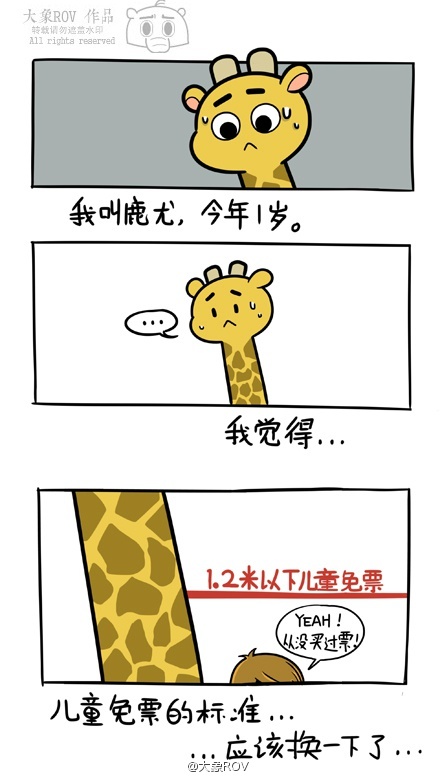 大象ROV 作品
转载请勿遮盖水印
All rights reserved
我叫鹿尤，今年1岁。
...
我觉得...
1.2米以下儿童免票
YEAH！
从没买过票！
儿童免票的标准...
...应该换一下了...
@大象ROV